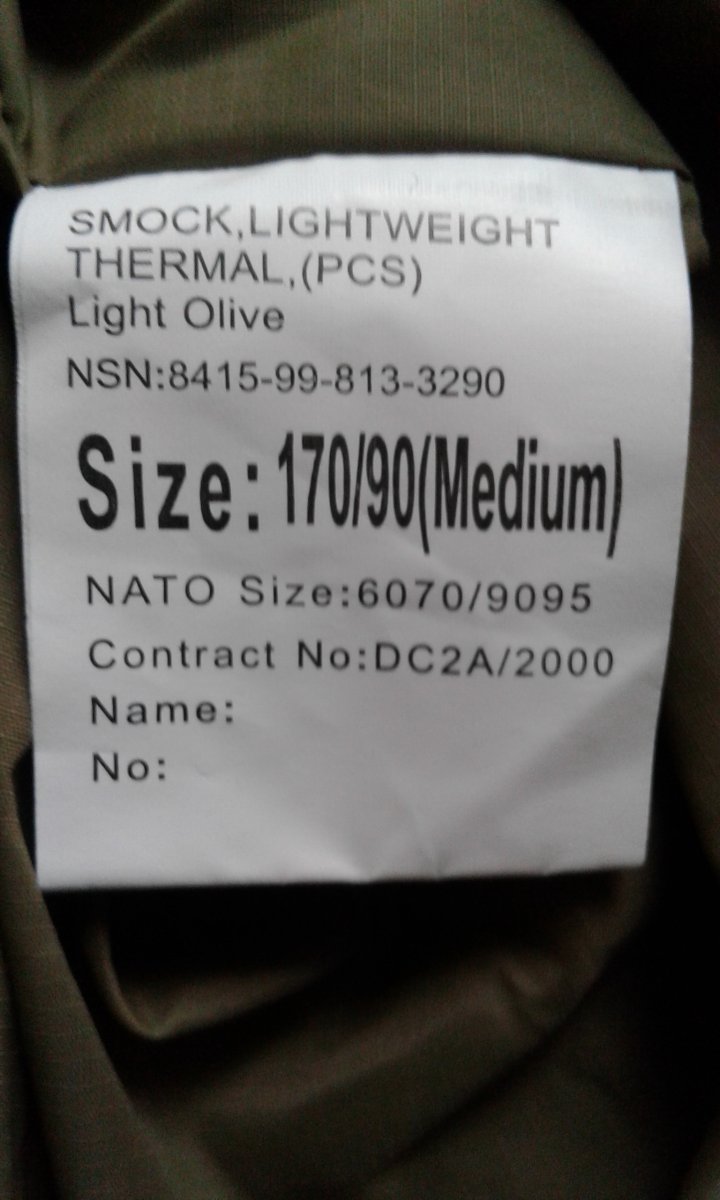 SMOCK,LIGHTWEIGHT
THERMAL,(PCS)
Light Olive
NSN:8415-99-813-3290
Size:170/90(Medium)
NATO Size:6070/9095
Contract No:DC2A/2000
Name:
No: